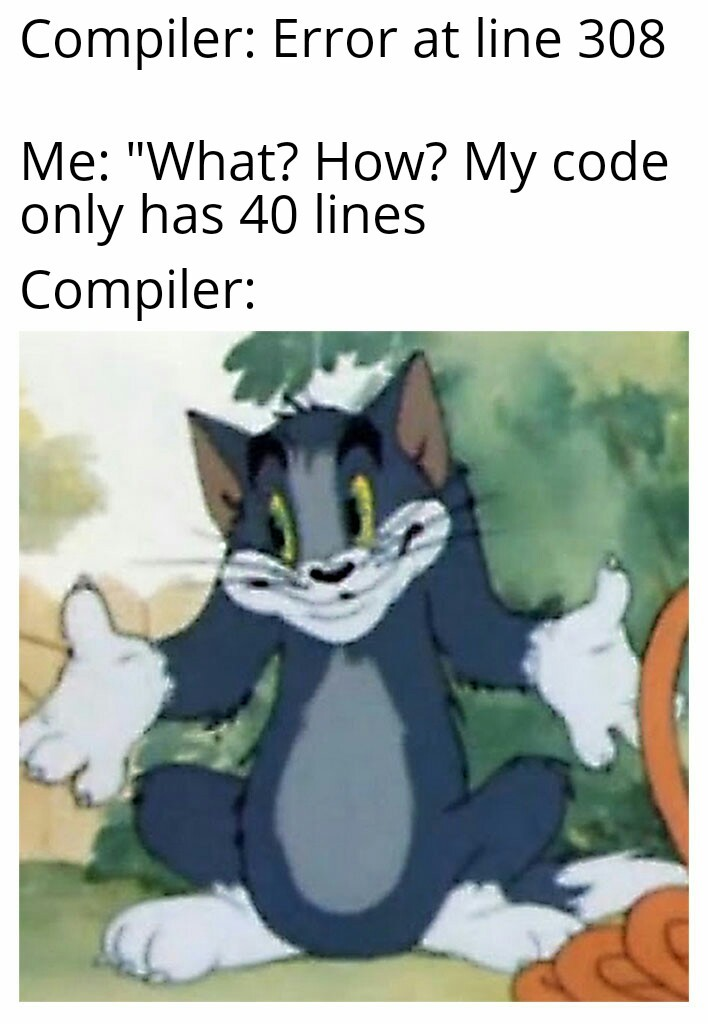 Compiler: Error at line 308
Me: "What? How? My code
only has 40 lines
Compiler: